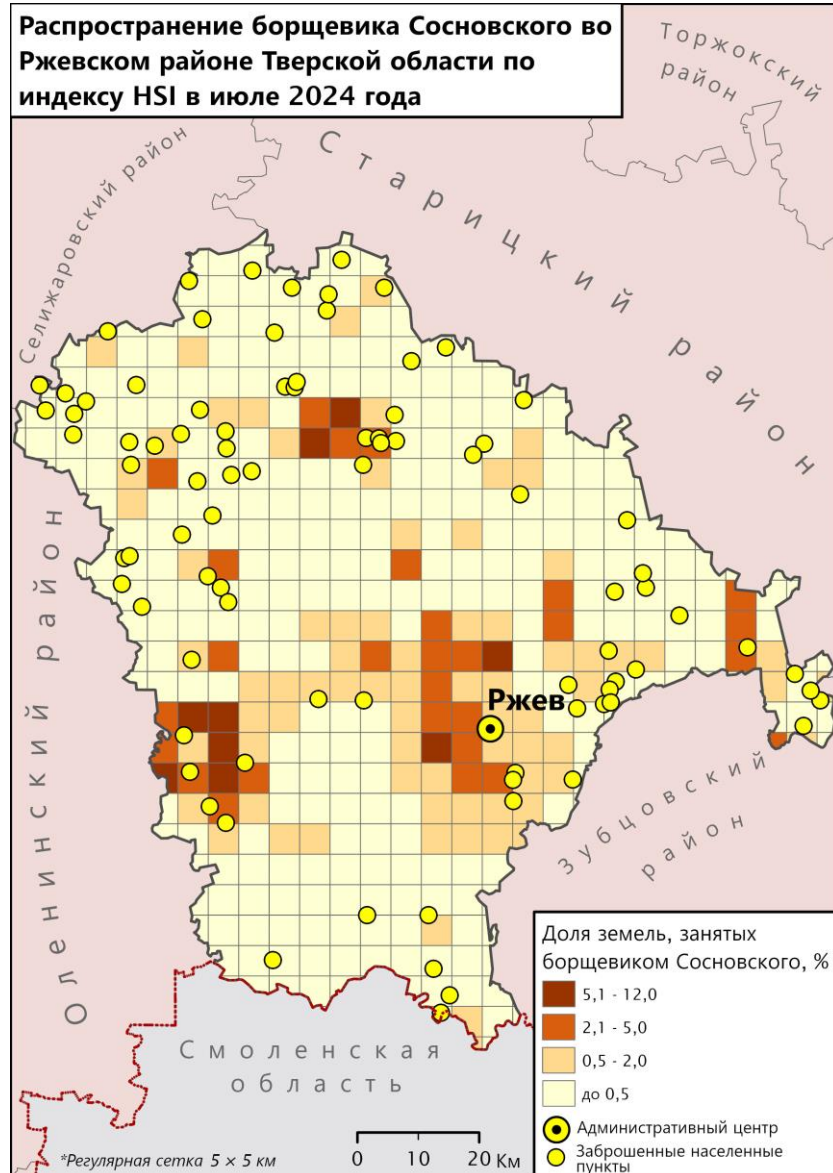 Распространение борщевика Сосновского во
Ржевском районе Тверской области по
индексу HSI в июле 2024 года
Торжокский
район
Старицкий район
Селижаровский район
Оленинский район
Ржев
Зубцовский
район
Смоленская
область
*Регулярная сетка 5 × 5 км
0 10 20 Км
Доля земель, занятых
борщевиком Сосновского, %
5,1 - 12,0
2,1 - 5,0
0,5 - 2,0
до 0,5
Административный центр
Заброшенные населенные
пункты